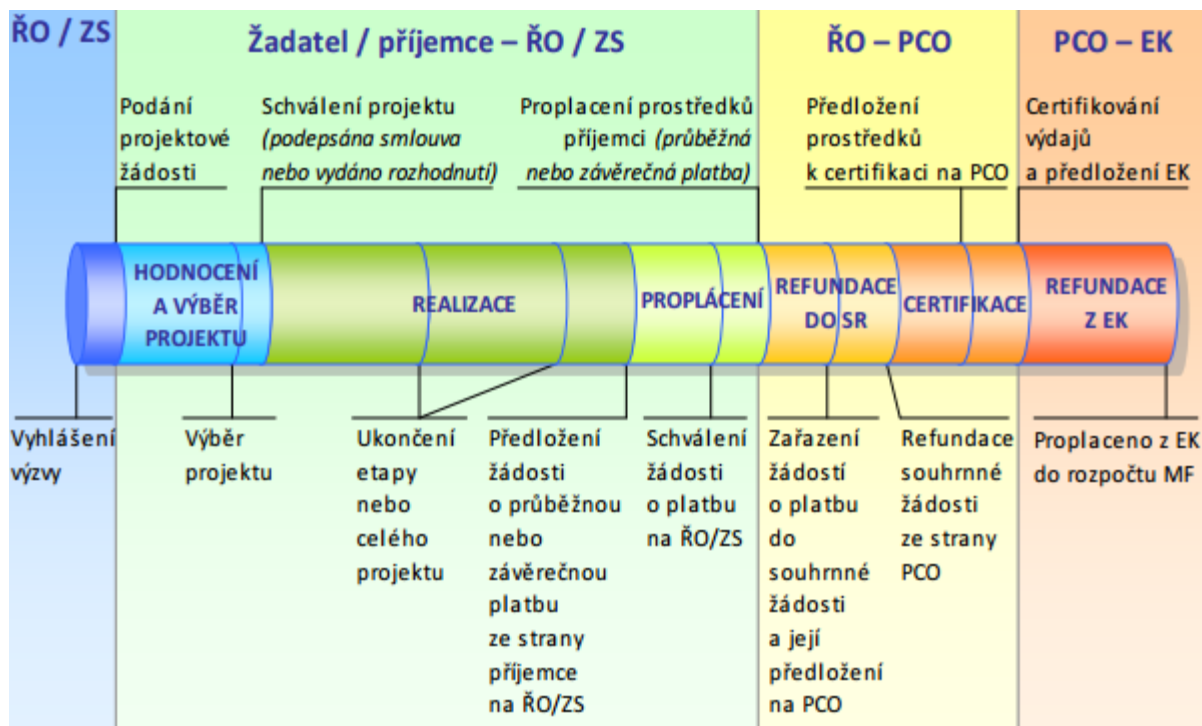 ŘO / ZS
Žadatel / příjemce – ŘO / ZS
ŘO – PCO
PCO – EK
Podání
projektové
žádosti
Schválení projektu
(podepsána smlouva
nebo vydáno rozhodnutí)
Proplacení prostředků
příjemci (průběžná
nebo závěrečná platba)
Předložení
prostředků
k certifikaci na PCO
Certifikování
výdajů
a předložení EK
HODNOCENÍ
A VÝBĚR
PROJEKTU
REALIZACE
PROPLÁCENÍ
REFUNDACE
DO SR
CERTIFIKACE
REFUNDACE
Z EK
Vyhlášení
výzvy
Výběr
projektu
Ukončení
etapy
nebo
celého
projektu
Předložení
žádosti
o průběžnou
nebo
závěrečnou
platbu
ze strany
příjemce
na ŘO/ZS
Schválení
žádosti
o platbu
na ŘO/ZS
Zařazení
žádostí
o platbu
do
souhrnné
žádosti
a její
předložení
na PCO
Refundace
souhrnné
žádosti
ze strany
PCO
Proplaceno z EK
do rozpočtu MF